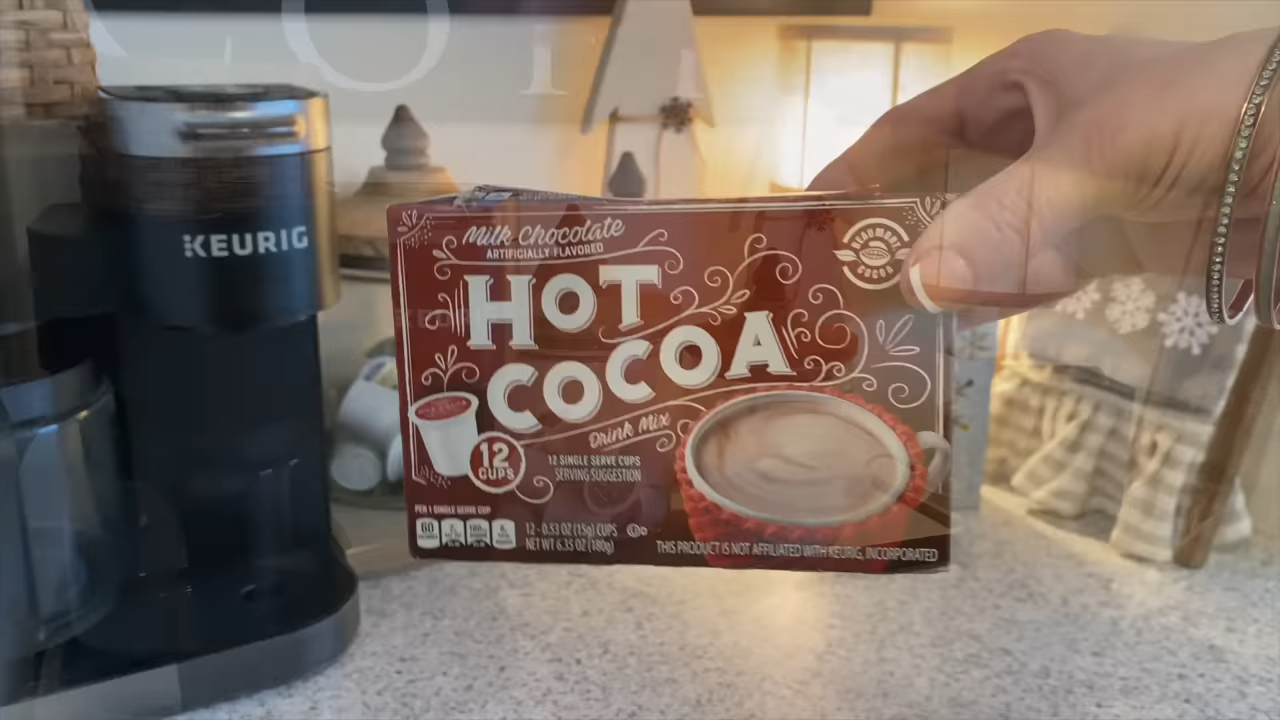 KEURIG
Milk Chocolate
ARTIFICIALLY FLAVORED
BEAUMONT
COCOA
HOT
COCOA
Drink Mix
12
CUPS
12 SINGLE SERVE CUPS
SERVING SUGGESTION
PER 1 SINGLE SERVE CUP
60
12 - 0.53 OZ (15g) CUPS
NET WT 6.35 OZ (180g)
THIS PRODUCT IS NOT AFFILIATED WITH KEURIG, INCORPORATED